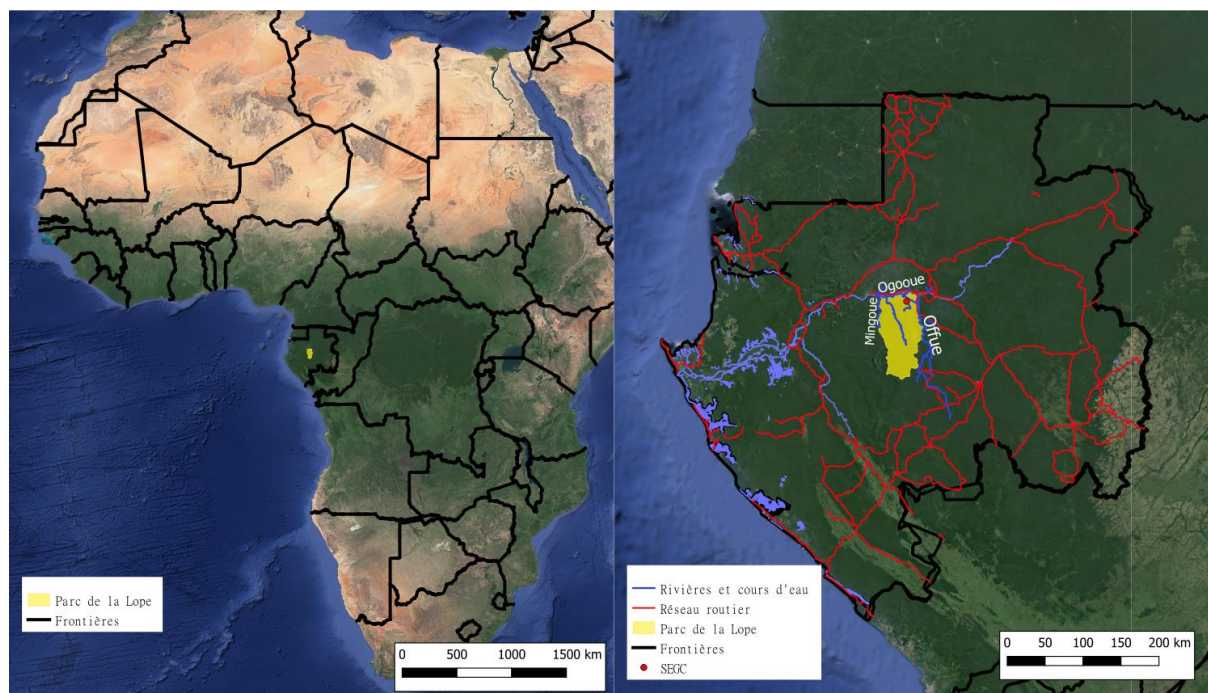 Parc de la Lope
Frontières
0 500 1000 1500 km
Ogooue
Mingoue
Offue
Rivières et cours d'eau
Réseau routier
Parc de la Lope
Frontières
SEGC
0 50 100 150 200 km